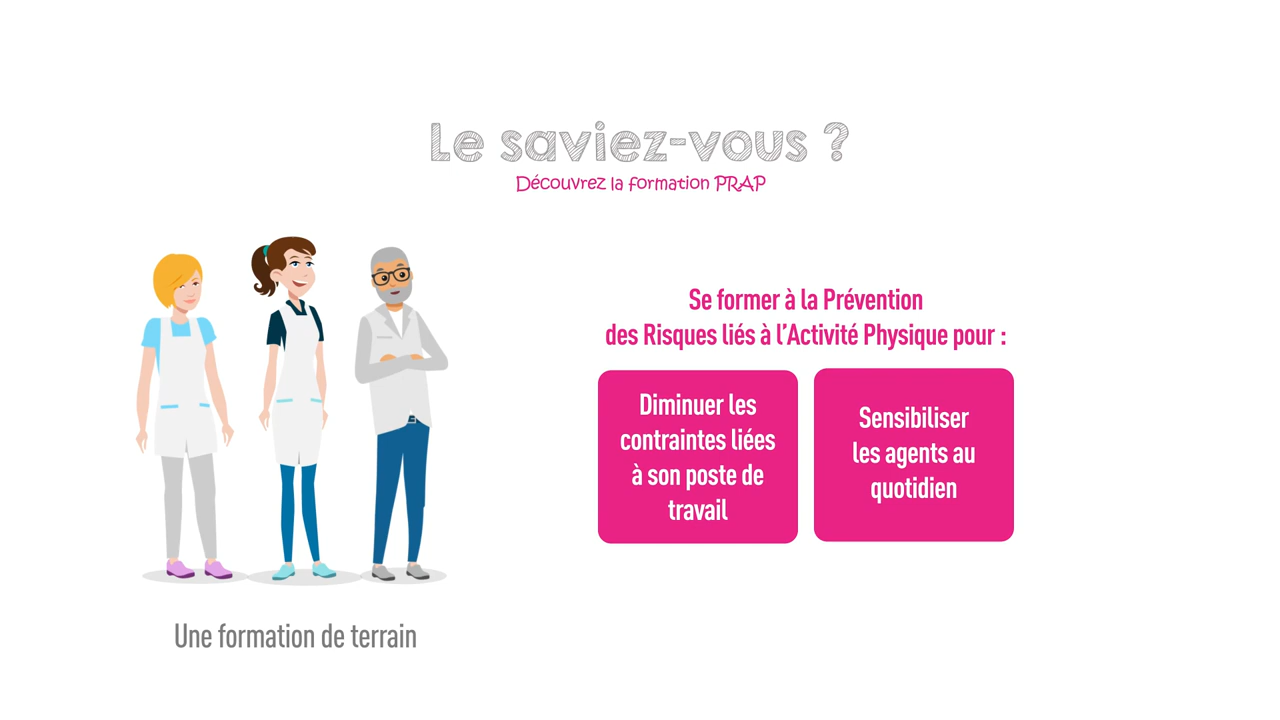 Le saviez-vous ?
Découvrez la formation PRAP
Se former à la Prévention
des Risques liés à l'Activité Physique pour :
Diminuer les
contraintes liées
à son poste de
travail
Sensibiliser
les agents au
quotidien
Une formation de terrain